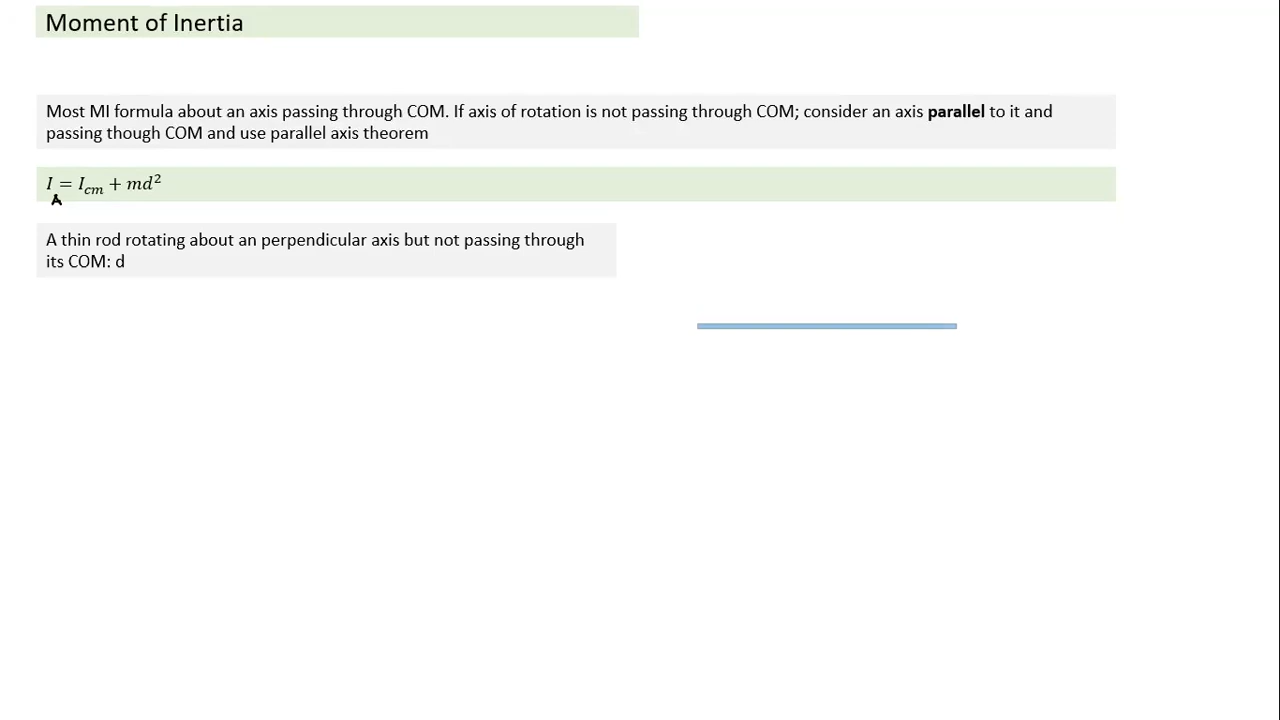 Moment of Inertia
Most MI formula about an axis passing through COM. If axis of rotation is not passing through COM; consider an axis parallel to it and
passing though COM and use parallel axis theorem
I = I_cm + md²
A
A thin rod rotating about an perpendicular axis but not passing through
its COM: d